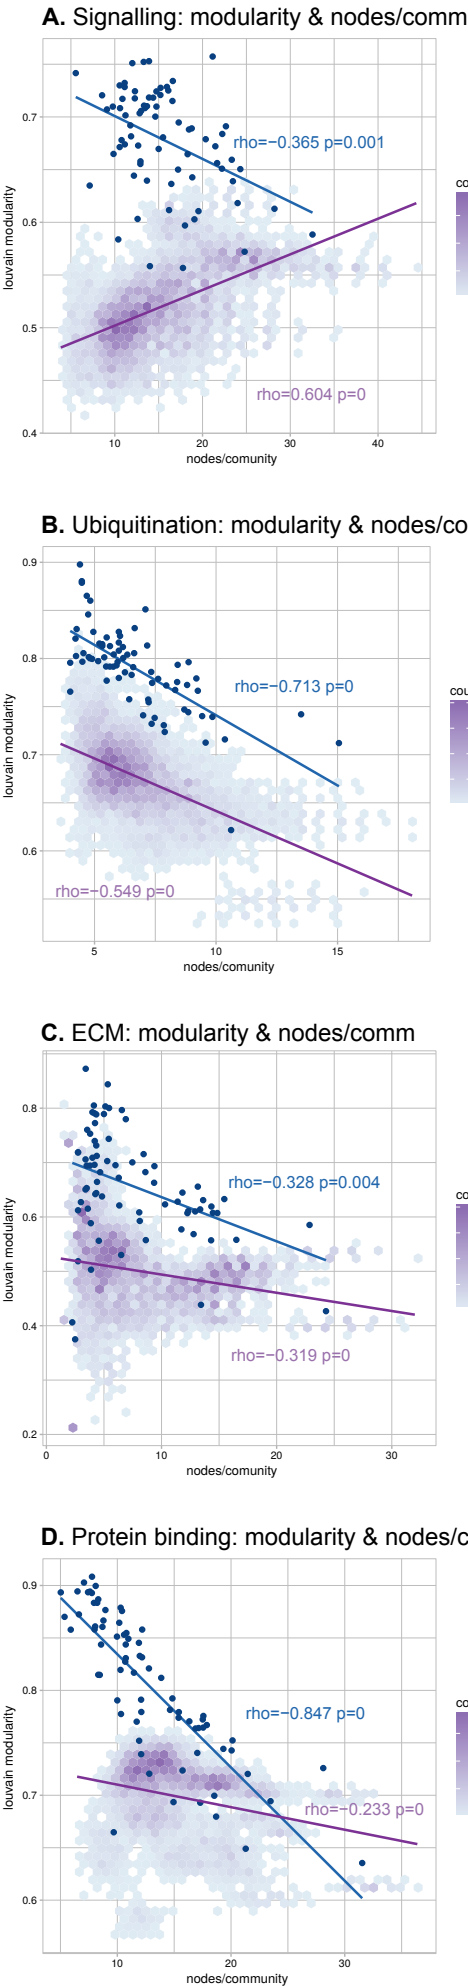 A. Signalling: modularity & nodes/comm
0.7
rho=−0.365 p=0.001
co
louvain modularity
0.6
0.5
rho=0.604 p=0
0.4
10 20 30 40
nodes/comunity
B. Ubiquitination: modularity & nodes/co
0.9
0.8
rho=−0.713 p=0
cou
louvain modularity
0.7
0.6
rho=−0.549 p=0
5 10 15
nodes/comunity
C. ECM: modularity & nodes/comm
0.8
rho=−0.328 p=0.004
co
louvain modularity
0.6
0.4
rho=−0.319 p=0
0.2
0 10 20 30
nodes/comunity
D. Protein binding: modularity & nodes/c
0.9
0.8
rho=−0.847 p=0
co
louvain modularity
0.7
rho=−0.233 p=0
0.6
10 20 30
nodes/community